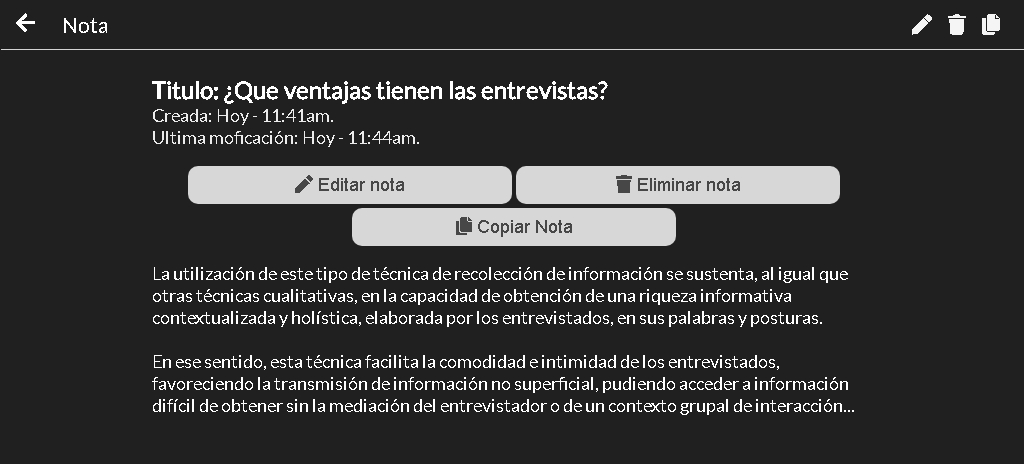 Nota
Titulo: ¿Que ventajas tienen las entrevistas?
Creada: Hoy - 11:41am.
Ultima moficación: Hoy - 11:44am.
Editar nota
Eliminar nota
Copiar Nota
La utilización de este tipo de técnica de recolección de información se sustenta, al igual que
otras técnicas cualitativas, en la capacidad de obtención de una riqueza informativa
contextualizada y holística, elaborada por los entrevistados, en sus palabras y posturas.
En ese sentido, esta técnica facilita la comodidad e intimidad de los entrevistados,
favoreciendo la transmisión de información no superficial, pudiendo acceder a información
difícil de obtener sin la mediación del entrevistador o de un contexto grupal de interacción...